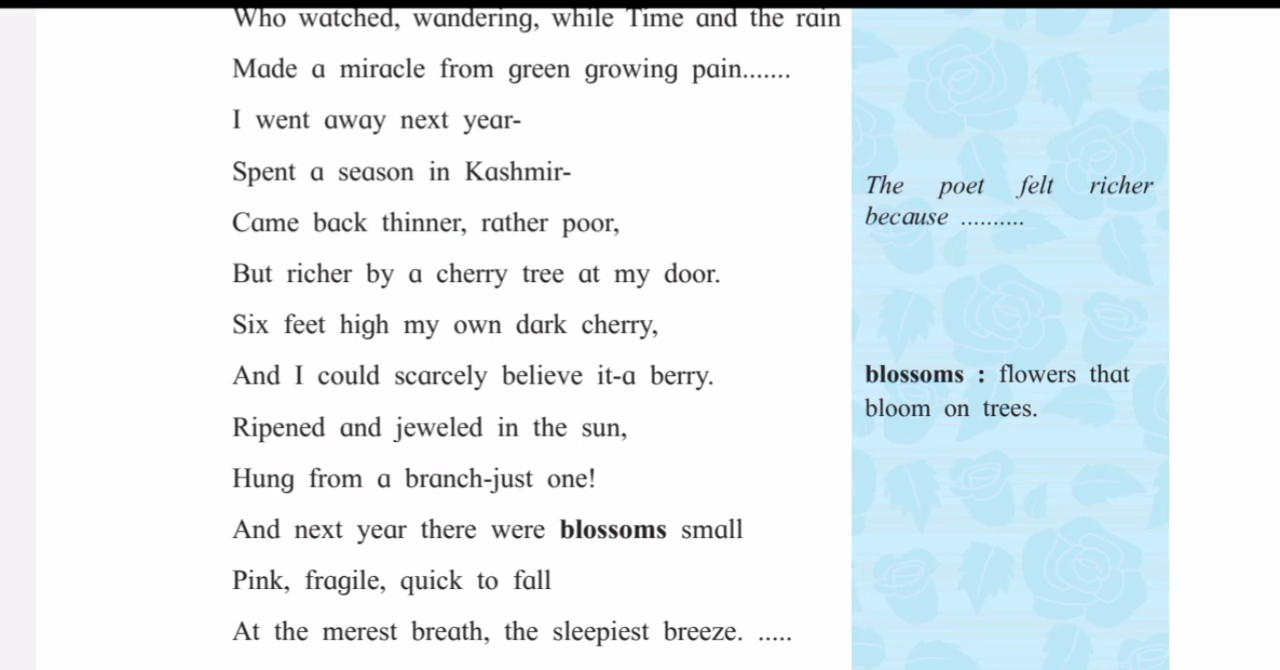 Who watched, wandering, while Time and the rain
Made a miracle from green growing pain.......
I went away next year-
Spent a season in Kashmir-
Came back thinner, rather poor,
But richer by a cherry tree at my door.
Six feet high my own dark cherry,
And I could scarcely believe it-a berry.
Ripened and jeweled in the sun,
Hung from a branch-just one!
And next year there were blossoms small
Pink, fragile, quick to fall
At the merest breath, the sleepiest breeze. .....
The poet felt richer
because ..........
blossoms : flowers that
bloom on trees.